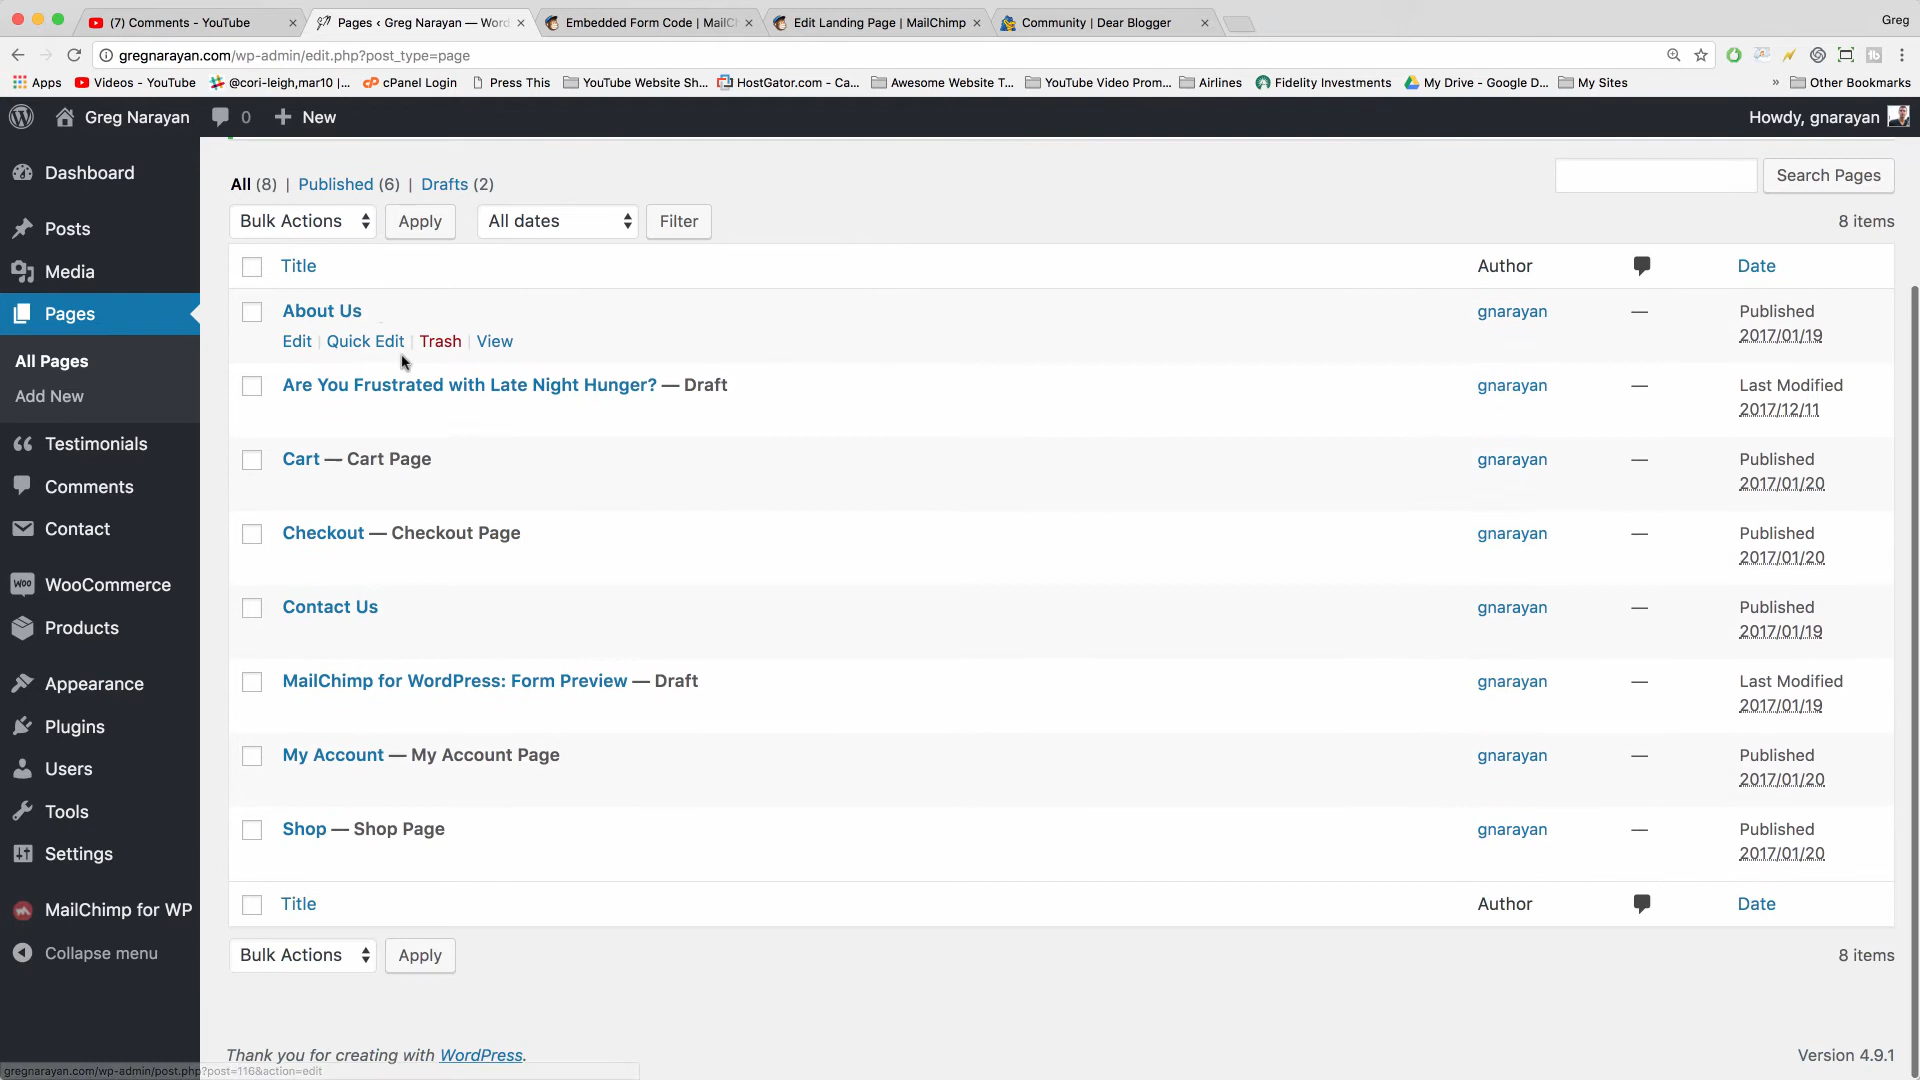 (7) Comments - YouTube
Pages ‹ Greg Narayan — Wor
Embedded Form Code | MailC
Edit Landing Page | MailChimp
Community | Dear Blogger
Greg
gregnarayan.com/wp-admin/edit.php?post_type=page
Apps
Videos - YouTube
@cori-leigh,mar10 |...
cPanel Login
Press This
YouTube Website Sh...
HostGator.com - Ca...
Awesome Website T...
YouTube Video Prom...
Airlines
Fidelity Investments
My Drive - Google D...
My Sites
»
Other Bookmarks
Greg Narayan
0
+ New
Howdy, gnarayan
Dashboard
Posts
Media
Pages
All Pages
Add New
Testimonials
Comments
Contact
WooCommerce
Products
Appearance
Plugins
Users
Tools
Settings
MailChimp for WP
Collapse menu
All (8) | Published (6) | Drafts (2)
Search Pages
Bulk Actions
Apply
All dates
Filter
8 items
Title
Author
Date
About Us
Edit | Quick Edit | Trash | View
gnarayan
—
Published
2017/01/19
Are You Frustrated with Late Night Hunger? — Draft
gnarayan
—
Last Modified
2017/12/11
Cart — Cart Page
gnarayan
—
Published
2017/01/20
Checkout — Checkout Page
gnarayan
—
Published
2017/01/20
Contact Us
gnarayan
—
Published
2017/01/19
MailChimp for WordPress: Form Preview — Draft
gnarayan
—
Last Modified
2017/01/19
My Account — My Account Page
gnarayan
—
Published
2017/01/20
Shop — Shop Page
gnarayan
—
Published
2017/01/20
Title
Author
Date
Bulk Actions
Apply
8 items
Thank you for creating with WordPress.
Version 4.9.1
gregnarayan.com/wp-admin/post.php?post=116&action=edit